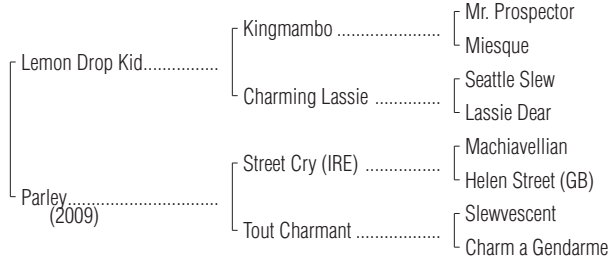 Mr. Prospector
Kingmambo ....................
Miesque
Lemon Drop Kid................
Seattle Slew
Charming Lassie ..............
Lassie Dear
Machiavellian
Street Cry (IRE) ................
Helen Street (GB)
Parley................................
(2009)
Slewvescent
Tout Charmant .................
Charm a Gendarme